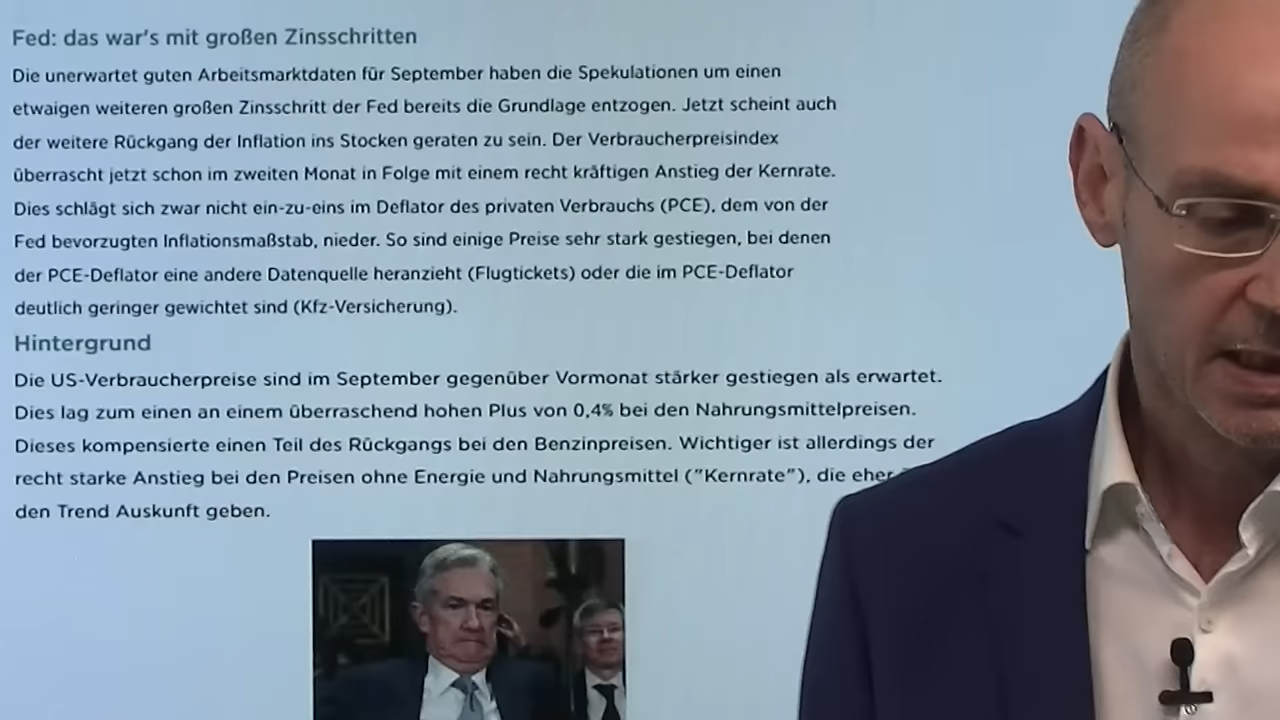 Fed: das war's mit großen Zinsschritten
Die unerwartet guten Arbeitsmarktdaten für September haben die Spekulationen um einen
etwaigen weiteren großen Zinsschritt der Fed bereits die Grundlage entzogen. Jetzt scheint auch
der weitere Rückgang der Inflation ins Stocken geraten zu sein. Der Verbraucherpreisindex
überrascht jetzt schon im zweiten Monat in Folge mit einem recht kräftigen Anstieg der Kernrate.
Dies schlägt sich zwar nicht ein-zu-eins im Deflator des privaten Verbrauchs (PCE), dem von der
Fed bevorzugten Inflationsmaßstab, nieder. So sind einige Preise sehr stark gestiegen, bei denen
der PCE-Deflator eine andere Datenquelle heranzieht (Flugtickets) oder die im PCE-Deflator
deutlich geringer gewichtet sind (Kfz-Versicherung).
Hintergrund
Die US-Verbraucherpreise sind im September gegenüber Vormonat stärker gestiegen als erwartet.
Dies lag zum einen an einem überraschend hohen Plus von 0,4% bei den Nahrungsmittelpreisen.
Dieses kompensierte einen Teil des Rückgangs bei den Benzinpreisen. Wichtiger ist allerdings der
recht starke Anstieg bei den Preisen ohne Energie und Nahrungsmittel ("Kernrate"), die eher
den Trend Auskunft geben.